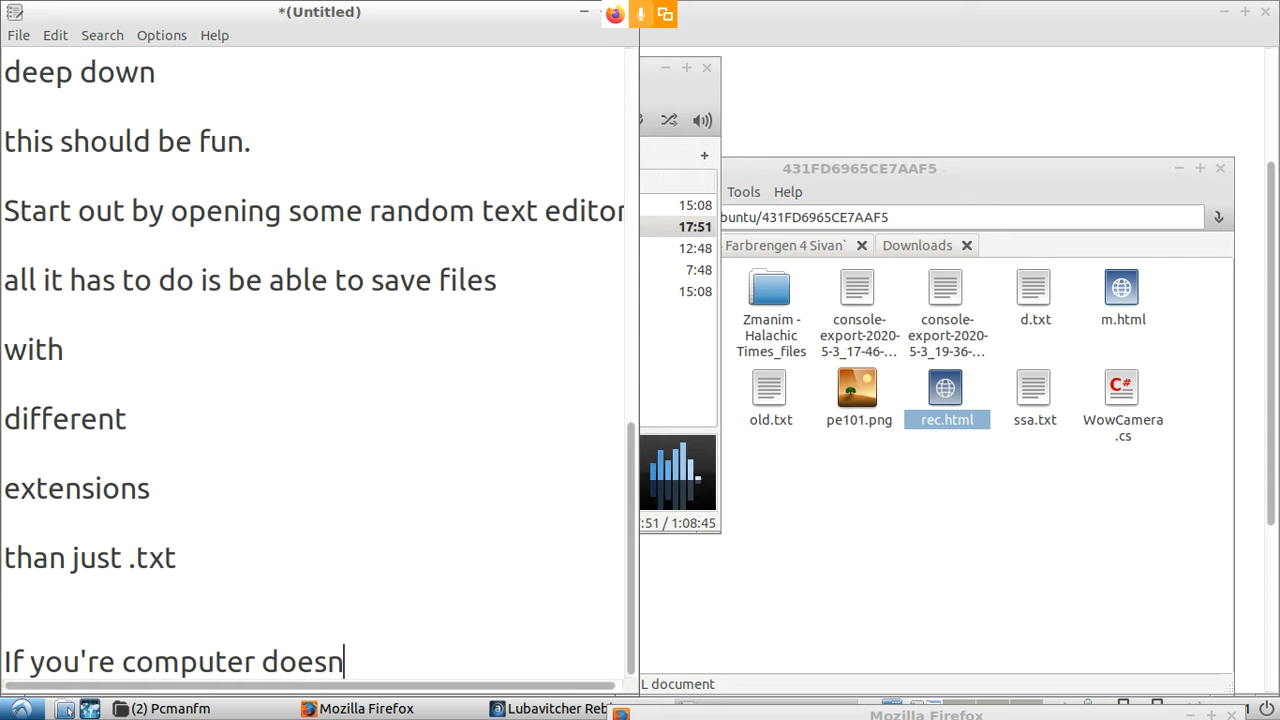 *(Untitled)
File Edit Search Options Help
deep down
this should be fun.
Start out by opening some random text editor
all it has to do is be able to save files
with
different
extensions
than just .txt
If you're computer doesn
15:08
17:51
12:48
7:48
15:08
:51 / 1:08:45
431FD6965CE7AAF5
Tools Help
buntu/431FD6965CE7AAF5
Farbrengen 4 Sivan` Downloads
Zmanim -
Halachic
Times_files
console-
export-2020-
5-3_17-46-...
console-
export-2020-
5-3_19-36-...
d.txt
m.html
old.txt
pe101.png
rec.html
ssa.txt
WowCamera
.cs
L document
(2) Pcmanfm
Mozilla Firefox
Lubavitcher Reb
Mozilla Firefox